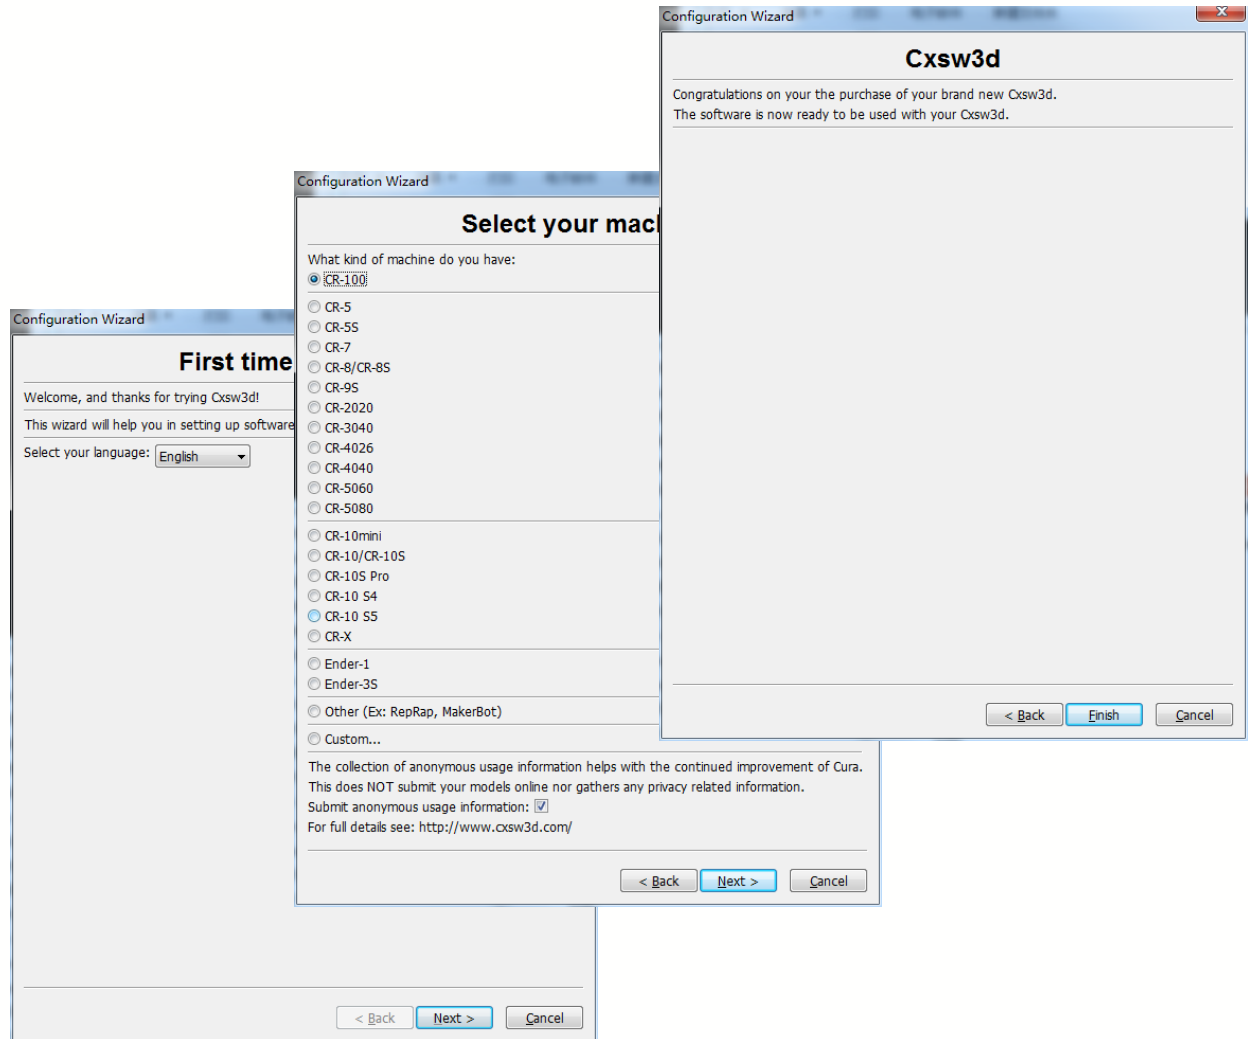 Configuration Wizard
First time
Welcome, and thanks for trying Cxsw3d!
This wizard will help you in setting up software
Select your language: English
< Back Next > Cancel
Configuration Wizard
Select your mac
What kind of machine do you have:
CR-100
CR-5
CR-5S
CR-7
CR-8/CR-8S
CR-9S
CR-2020
CR-3040
CR-4026
CR-4040
CR-5060
CR-5080
CR-10mini
CR-10/CR-10S
CR-10S Pro
CR-10 S4
CR-10 S5
CR-X
Ender-1
Ender-3S
Other (Ex: RepRap, MakerBot)
Custom...
The collection of anonymous usage information helps with the continued improvement of Cura.
This does NOT submit your models online nor gathers any privacy related information.
Submit anonymous usage information:
For full details see: http://www.cxsw3d.com/
< Back Next > Cancel
Configuration Wizard
Cxsw3d
Congratulations on your the purchase of your brand new Cxsw3d.
The software is now ready to be used with your Cxsw3d.
< Back Finish Cancel